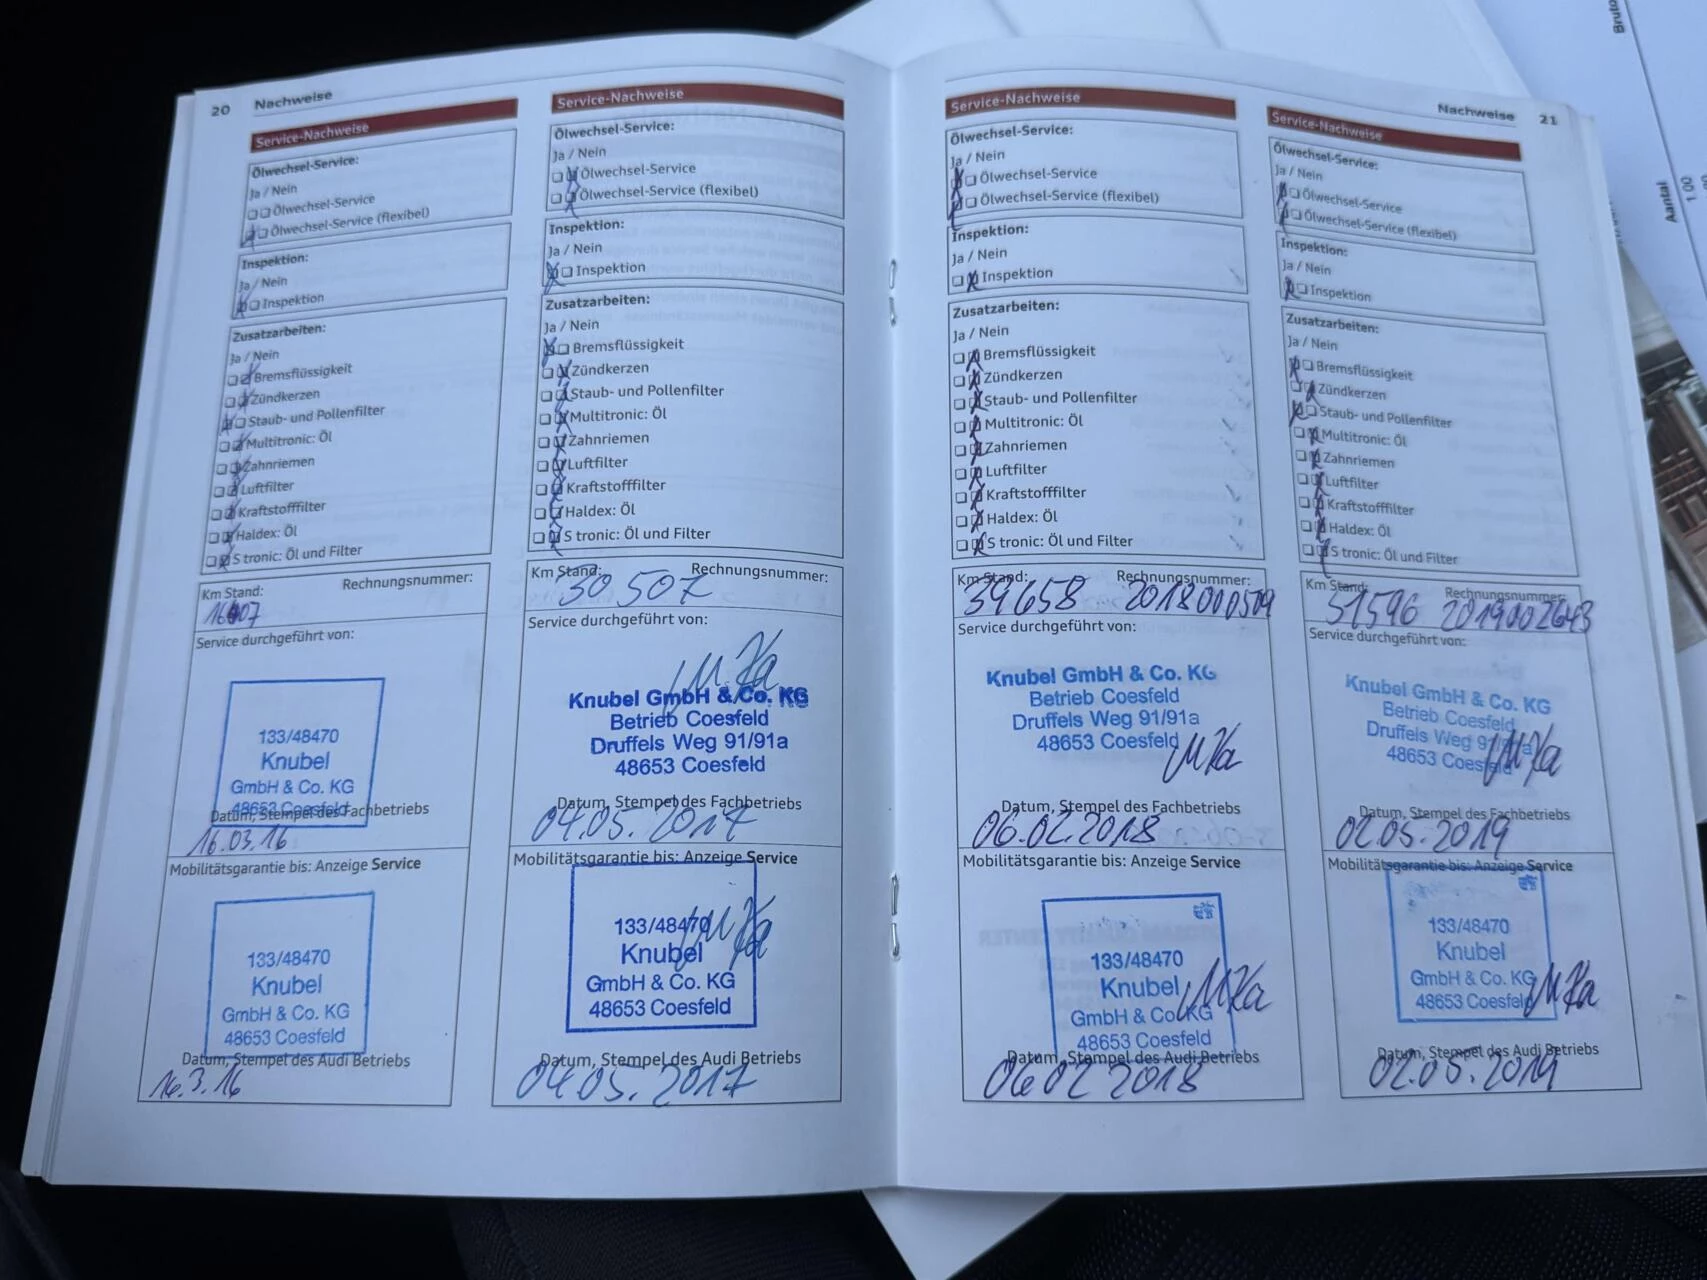 20 Nachweise
Service-Nachweise
Ölwechsel-Service:
Ja / Nein
Ölwechsel-Service
Ölwechsel-Service (flexibel)
Inspektion:
Ja / Nein
Inspektion
Zusatzarbeiten:
Ja / Nein
Bremsflüssigkeit
Zündkerzen
Staub- und Pollenfilter
Multitronic: Öl
Zahnriemen
Luftfilter
Kraftstofffilter
Haldex: Öl
S tronic: Öl und Filter
Km Stand: Rechnungsnummer:
Service durchgeführt von:
133/48470
Knubel
GmbH & Co. KG
48653 Coesfeld
Datum, Stempel des Fachbetriebs
16.03.16
Mobilitätsgarantie bis: Anzeige Service
133/48470
Knubel
GmbH & Co. KG
48653 Coesfeld
Datum, Stempel des Audi Betriebs
16.3.16
Service-Nachweise
Ölwechsel-Service:
Ja / Nein
Ölwechsel-Service
Ölwechsel-Service (flexibel)
Inspektion:
Ja / Nein
Inspektion
Zusatzarbeiten:
Ja / Nein
Bremsflüssigkeit
Zündkerzen
Staub- und Pollenfilter
Multitronic: Öl
Zahnriemen
Luftfilter
Kraftstofffilter
Haldex: Öl
S tronic: Öl und Filter
Km Stand: Rechnungsnummer:
30 507
Service durchgeführt von:
Knubel GmbH & Co. KG
Betrieb Coesfeld
Druffels Weg 91/91a
48653 Coesfeld
Datum, Stempel des Fachbetriebs
04.05.2017
Mobilitätsgarantie bis: Anzeige Service
133/48470
Knubel
GmbH & Co. KG
48653 Coesfeld
Datum, Stempel des Audi Betriebs
04.05.2017
Nachweise 21
Service-Nachweise
Ölwechsel-Service:
Ja / Nein
Ölwechsel-Service
Ölwechsel-Service (flexibel)
Inspektion:
Ja / Nein
Inspektion
Zusatzarbeiten:
Ja / Nein
Bremsflüssigkeit
Zündkerzen
Staub- und Pollenfilter
Multitronic: Öl
Zahnriemen
Luftfilter
Kraftstofffilter
Haldex: Öl
S tronic: Öl und Filter
Km Stand: Rechnungsnummer:
39658
Service durchgeführt von:
Knubel GmbH & Co. KG
Betrieb Coesfeld
Druffels Weg 91/91a
48653 Coesfeld
Datum, Stempel des Fachbetriebs
06.02.2018
Mobilitätsgarantie bis: Anzeige Service
133/48470
Knubel
GmbH & Co. KG
48653 Coesfeld
Datum, Stempel des Audi Betriebs
06.02 2018
Service-Nachweise
Ölwechsel-Service:
Ja / Nein
Ölwechsel-Service
Ölwechsel-Service (flexibel)
Inspektion:
Ja / Nein
Inspektion
Zusatzarbeiten:
Ja / Nein
Bremsflüssigkeit
Zündkerzen
Staub- und Pollenfilter
Multitronic: Öl
Zahnriemen
Luftfilter
Kraftstofffilter
Haldex: Öl
S tronic: Öl und Filter
Km Stand: Rechnungsnummer:
51596 2019002643
Service durchgeführt von:
Knubel GmbH & Co. KG
Betrieb Coesfeld
Druffels Weg 91/91a
48653 Coesfeld
Datum, Stempel des Fachbetriebs
02.05.2019
Mobilitätsgarantie bis: Anzeige Service
133/48470
Knubel
GmbH & Co. KG
48653 Coesfeld
Datum, Stempel des Audi Betriebs
02.05.2019
Aantal
1.00